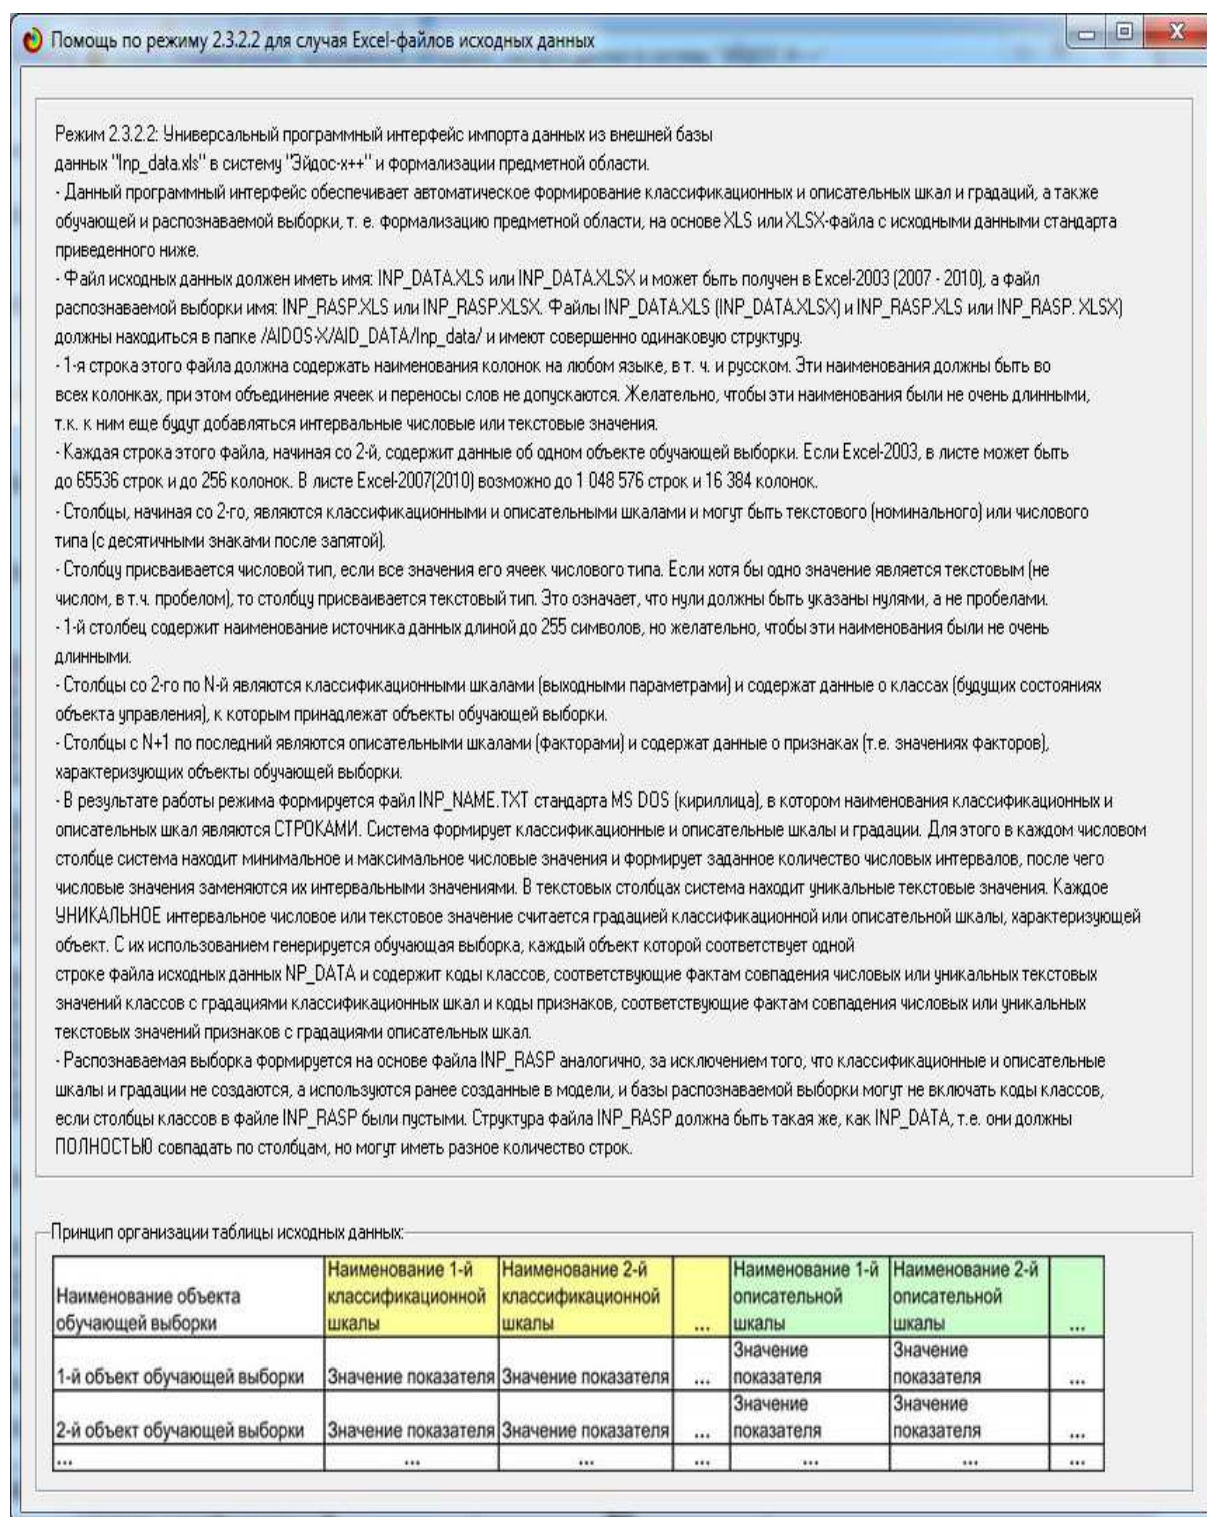 Помощь по режиму 2.3.2.2 для случая Excel-файлов исходных данных
Режим 2.3.2.2: Универсальный программный интерфейс импорта данных из внешней базы
данных "Inp_data.xls" в систему "Эйдос-х++" и формализации предметной области.
- Данный программный интерфейс обеспечивает автоматическое формирование классификационных и описательных шкал и градаций, а также
обучающей и распознаваемой выборки, т. е. формализацию предметной области, на основе XLS или XLSX-файла с исходными данными стандарта
приведенного ниже.
- Файл исходных данных должен иметь имя: INP_DATA.XLS или INP_DATA.XLSX и может быть получен в Excel-2003 (2007 - 2010), а файл
распознаваемой выборки имя: INP_RASP.XLS или INP_RASP.XLSX. Файлы INP_DATA.XLS (INP_DATA.XLSX) и INP_RASP.XLS или INP_RASP. XLSX)
должны находиться в папке /AIDOS-X/AID_DATA/Inp_data/ и имеют совершенно одинаковую структуру.
- 1-я строка этого файла должна содержать наименования колонок на любом языке, в т. ч. и русском. Эти наименования должны быть во
всех колонках, при этом объединение ячеек и переносы слов не допускаются. Желательно, чтобы эти наименования были не очень длинными,
т.к. к ним еще будут добавляться интервальные числовые или текстовые значения.
- Каждая строка этого файла, начиная со 2-й, содержит данные об одном объекте обучающей выборки. Если Excel-2003, в листе может быть
до 65536 строк и до 256 колонок. В листе Excel-2007(2010) возможно до 1 048 576 строк и 16 384 колонок.
- Столбцы, начиная со 2-го, являются классификационными и описательными шкалами и могут быть текстового (номинального) или числового
типа (с десятичными знаками после запятой).
- Столбцу присваивается числовой тип, если все значения его ячеек числового типа. Если хотя бы одно значение является текстовым (не
числом, в т.ч. пробелом), то столбцу присваивается текстовый тип. Это означает, что нули должны быть указаны нулями, а не пробелами.
- 1-й столбец содержит наименование источника данных длиной до 255 символов, но желательно, чтобы эти наименования были не очень
длинными.
- Столбцы со 2-го по N-й являются классификационными шкалами (выходными параметрами) и содержат данные о классах (будущих состояниях
объекта управления), к которым принадлежат объекты обучающей выборки.
- Столбцы с N+1 по последний являются описательными шкалами (факторами) и содержат данные о признаках (т.е. значениях факторов),
характеризующих объекты обучающей выборки.
- В результате работы режима формируется файл INP_NAME.TXT стандарта MS DOS (кириллица), в котором наименования классификационных и
описательных шкал являются СТРОКАМИ. Система формирует классификационные и описательные шкалы и градации. Для этого в каждом числовом
столбце система находит минимальное и максимальное числовые значения и формирует заданное количество числовых интервалов, после чего
числовые значения заменяются их интервальными значениями. В текстовых столбцах система находит уникальные текстовые значения. Каждое
УНИКАЛЬНОЕ интервальное числовое или текстовое значение считается градацией классификационной или описательной шкалы, характеризующей
объект. С их использованием генерируется обучающая выборка, каждый объект которой соответствует одной
строке файла исходных данных NP_DATA и содержит коды классов, соответствующие фактам совпадения числовых или уникальных текстовых
значений классов с градациями классификационных шкал и коды признаков, соответствующие фактам совпадения числовых или уникальных
текстовых значений признаков с градациями описательных шкал.
- Распознаваемая выборка формируется на основе файла INP_RASP аналогично, за исключением того, что классификационные и описательные
шкалы и градации не создаются, а используются ранее созданные в модели, и базы распознаваемой выборки могут не включать коды классов,
если столбцы классов в файле INP_RASP были пустыми. Структура файла INP_RASP должна быть такая же, как INP_DATA, т.е. они должны
ПОЛНОСТЬЮ совпадать по столбцам, но могут иметь разное количество строк.
Принцип организации таблицы исходных данных:
Наименование объекта обучающей выборки Наименование 1-й классификационной шкалы Наименование 2-й классификационной шкалы ... Наименование 1-й описательной шкалы Наименование 2-й описательной шкалы ...
1-й объект обучающей выборки Значение показателя Значение показателя ... Значение показателя Значение показателя ...
2-й объект обучающей выборки Значение показателя Значение показателя ... Значение показателя Значение показателя ...
... ... ... ... ... ... ...